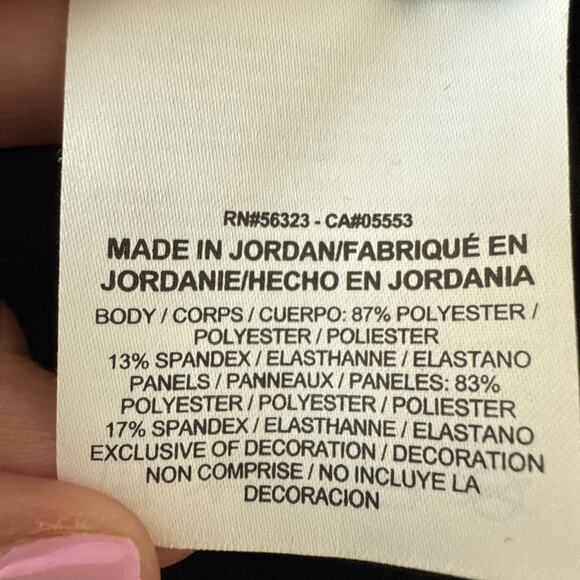 RN#56323 - CA#05553
MADE IN JORDAN/FABRIQUÉ EN
JORDANIE/HECHO EN JORDANIA
BODY / CORPS / CUERPO: 87% POLYESTER /
POLYESTER / POLIESTER
13% SPANDEX / ELASTHANNE / ELASTANO
PANELS / PANNEAUX / PANELES: 83%
POLYESTER / POLYESTER / POLIESTER
17% SPANDEX / ELASTHANNE / ELASTANO
EXCLUSIVE OF DECORATION / DECORATION
NON COMPRISE / NO INCLUYE LA
DECORACION